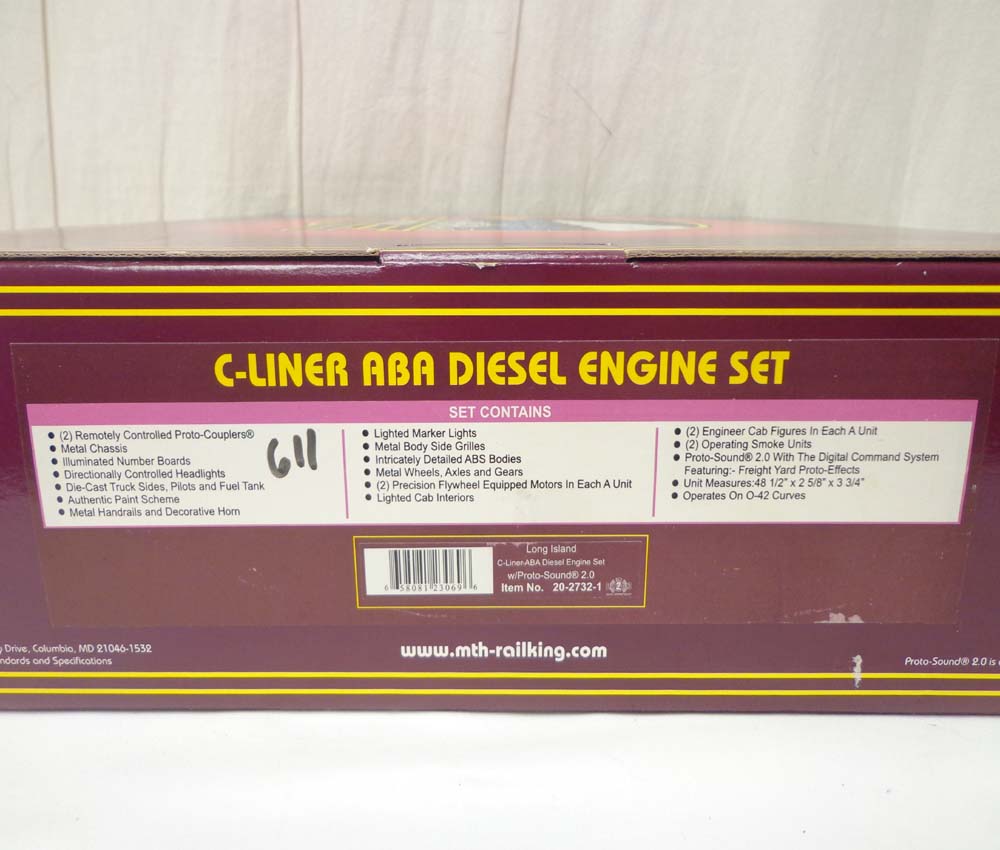 C-LINER ABA DIESEL ENGINE SET
SET CONTAINS
• (2) Remotely Controlled Proto-Couplers®
• Metal Chassis
• Illuminated Number Boards
• Directionally Controlled Headlights
• Die-Cast Truck Sides, Pilots and Fuel Tank
• Authentic Paint Scheme
• Metal Handrails and Decorative Horn
611
• Lighted Marker Lights
• Metal Body Side Grilles
• Intricately Detailed ABS Bodies
• Metal Wheels, Axles and Gears
• (2) Precision Flywheel Equipped Motors In Each A Unit
• Lighted Cab Interiors
• (2) Engineer Cab Figures In Each A Unit
• (2) Operating Smoke Units
• Proto-Sound® 2.0 With The Digital Command System
Featuring:- Freight Yard Proto-Effects
• Unit Measures:48 1/2" x 2 5/8" x 3 3/4"
• Operates On O-42 Curves
6 58081 23069 6
Long Island
C-Liner-ABA Diesel Engine Set
w/Proto-Sound® 2.0
Item No. 20-2732-1
Drive, Columbia, MD 21046-1532
and Specifications
www.mth-railking.com
Proto-Sound® 2.0 is